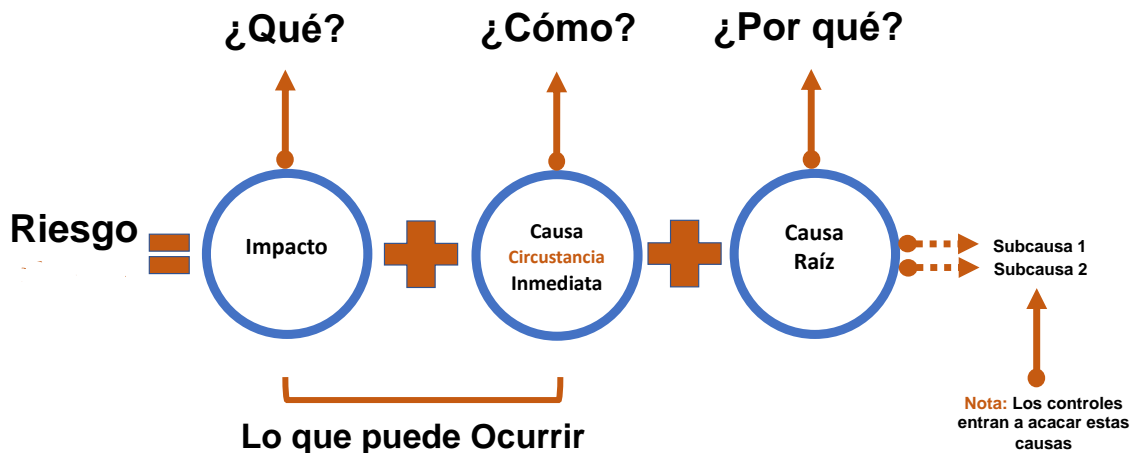 ¿Qué?
¿Cómo?
¿Por qué?
Riesgo
Impacto
Causa
Circustancia
Inmediata
Causa
Raíz
Subcausa 1
Subcausa 2
Lo que puede Ocurrir
Nota: Los controles
entran a acacar estas
causas